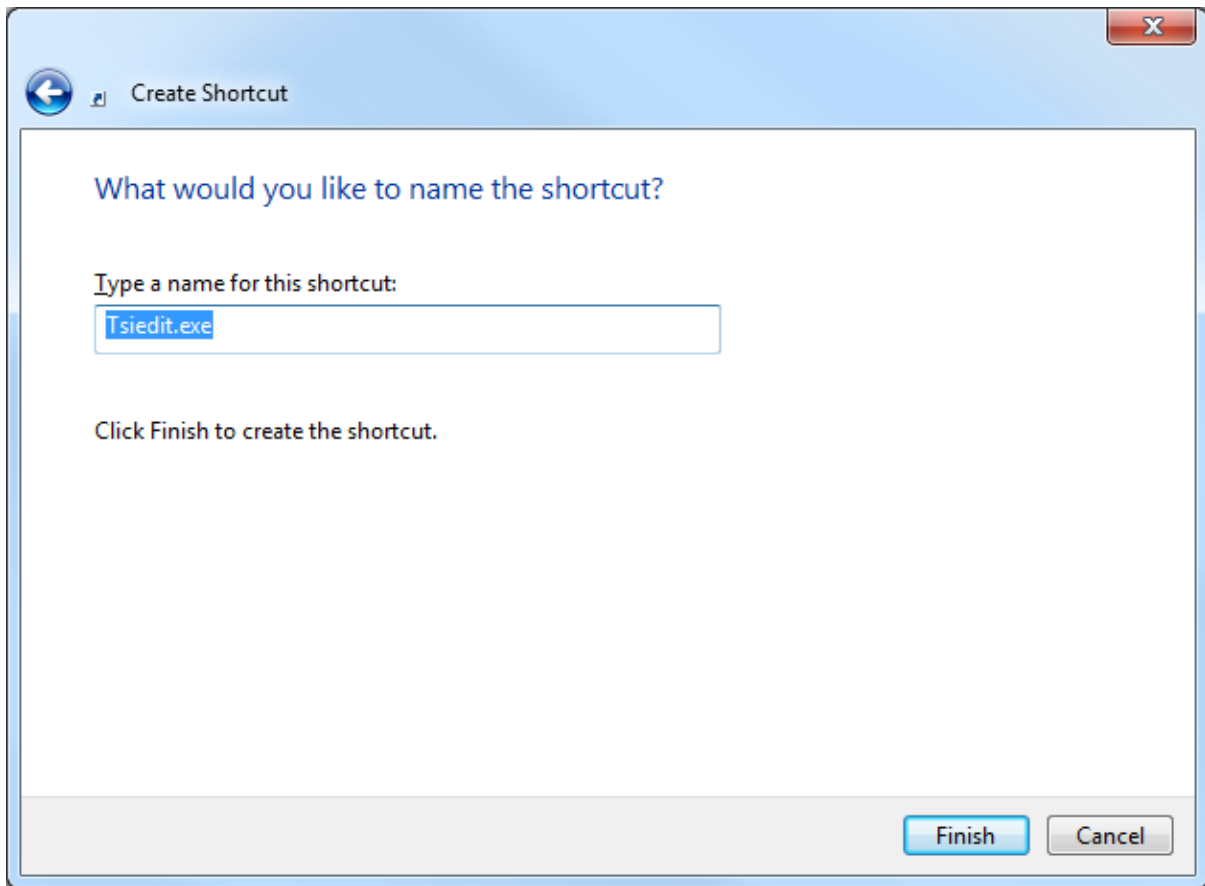 Create Shortcut
What would you like to name the shortcut?
Type a name for this shortcut:
Tsiedit.exe
Click Finish to create the shortcut.
Finish Cancel